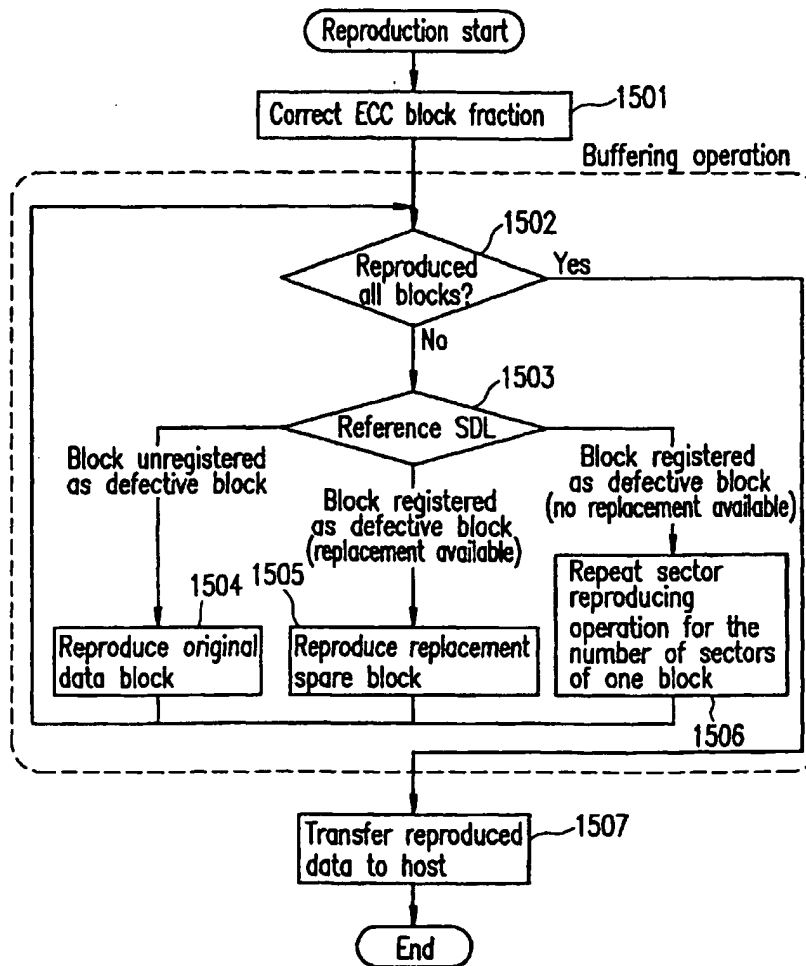 Reproduction start
Correct ECC block fraction
1501
Buffering operation
1502
Reproduced
all blocks?
Yes
No
1503
Reference SDL
Block unregistered
as defective block
Block registered
as defective block
(replacement available)
Block registered
as defective block
(no replacement available)
1504
Reproduce original
data block
1505
Reproduce replacement
spare block
Repeat sector
reproducing
operation for the
number of sectors
of one block
1506
Transfer reproduced
data to host
1507
End